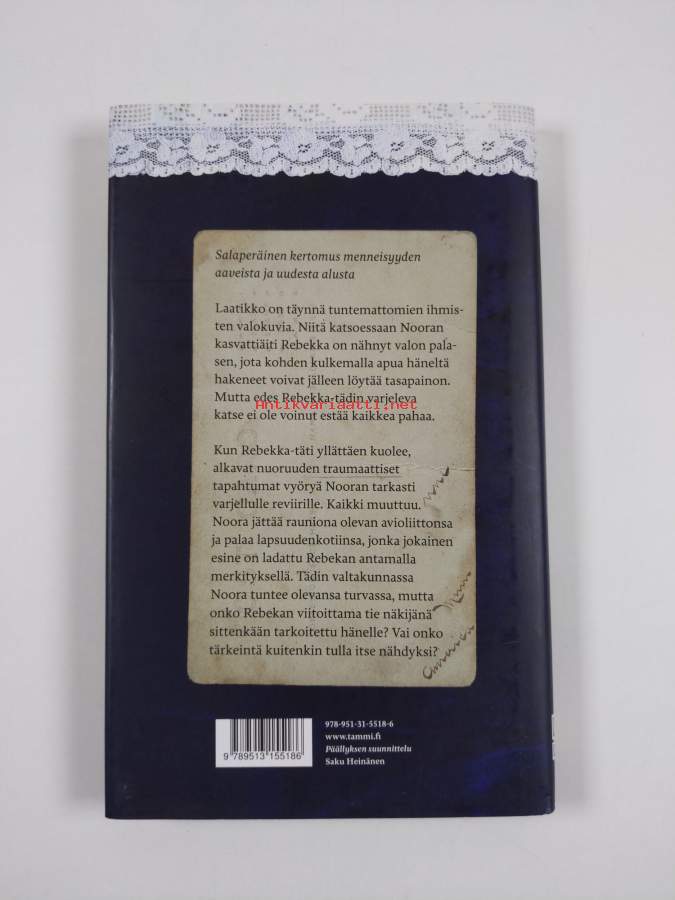 Salaperäinen kertomus menneisyyden
aaveista ja uudesta alusta
Laatikko on täynnä tuntemattomien ihmis-
ten valokuvia. Niitä katsoessaan Nooran
kasvattiäiti Rebekka on nähnyt valon pala-
sen, jota kohden kulkemalla apua häneltä
hakeneet voivat jälleen löytää tasapainon.
Mutta edes Rebekka-tädin varjeleva
Antikvariaatti.net
katse ei ole voinut estää kaikkea pahaa.
Kun Rebekka-täti yllättäen kuolee,
alkavat nuoruuden traumaattiset
tapahtumat vyöryä Nooran tarkasti
varjellulle reviirille. Kaikki muuttuu.
Noora jättää rauniona olevan avioliittonsa
ja palaa lapsuudenkotiinsa, jonka jokainen
esine on ladattu Rebekan antamalla
merkityksellä. Tädin valtakunnassa
Noora tuntee olevansa turvassa, mutta
onko Rebekan viitoittama tie näkijänä
sittenkään tarkoitettu hänelle? Vai onko
tärkeintä kuitenkin tulla itse nähdyksi?
978-951-31-5518-6
www.tammi.fi
Päällyksen suunnittelu
Saku Heinänen
9 789513 155186